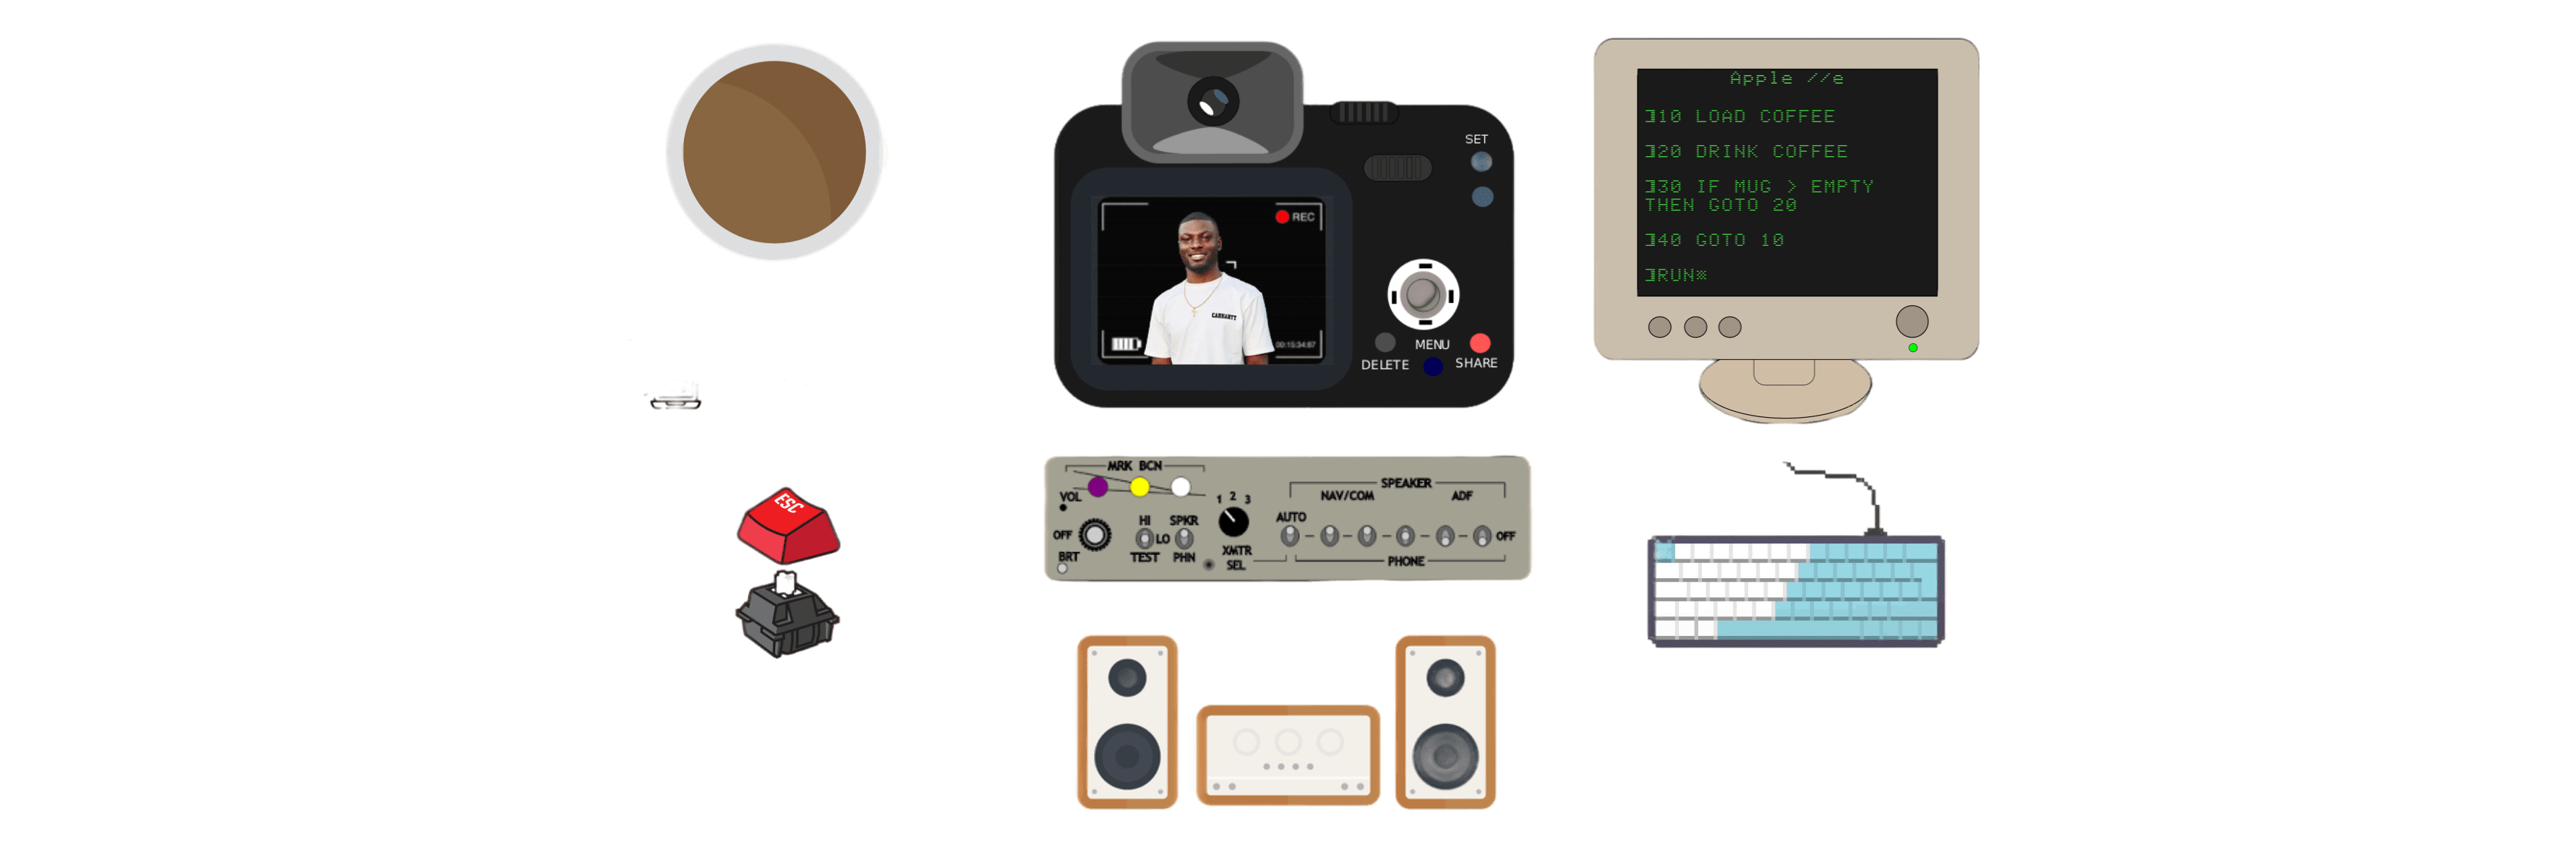 Apple //e
]10 LOAD COFFEE
]20 DRINK COFFEE
]30 IF MUG > EMPTY
THEN GOTO 20
]40 GOTO 10
]RUN※
SET
REC
CARHARTT
00:15:34:67
MENU
DELETE
SHARE
MRK BCN
VOL
1 2 3
OFF
HI
SPKR
LO
BRT
TEST
PHN
XMTR
SEL
SPEAKER
NAV/COM
ADF
AUTO
OFF
PHONE
ESC